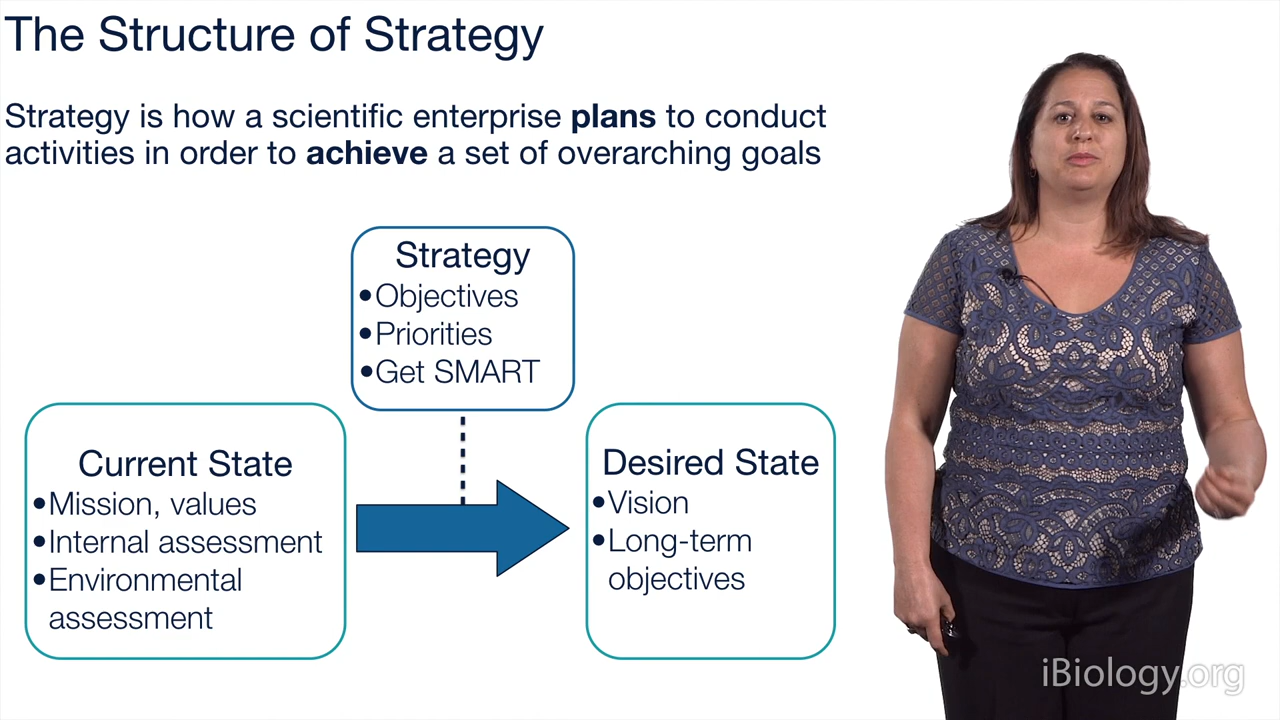 The Structure of Strategy
Strategy is how a scientific enterprise plans to conduct
activities in order to achieve a set of overarching goals
Strategy
•Objectives
•Priorities
•Get SMART
Current State
•Mission, values
•Internal assessment
•Environmental
assessment
Desired State
•Vision
•Long-term
objectives
iBiology.org